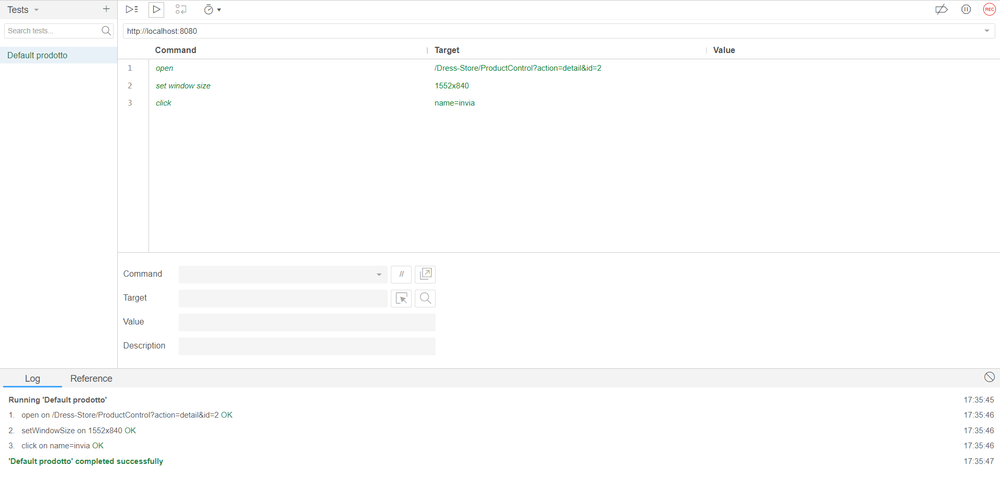 Tests
Search tests...
Default prodotto
REC
http://localhost:8080
Command Target Value
1 open /Dress-Store/ProductControl?action=detail&id=2
2 set window size 1552x840
3 click name=invia
Command //
Target
Value
Description
Log Reference
Running 'Default prodotto' 17:35:45
1. open on /Dress-Store/ProductControl?action=detail&id=2 OK 17:35:46
2. setWindowSize on 1552x840 OK 17:35:46
3. click on name=invia OK 17:35:46
'Default prodotto' completed successfully 17:35:47